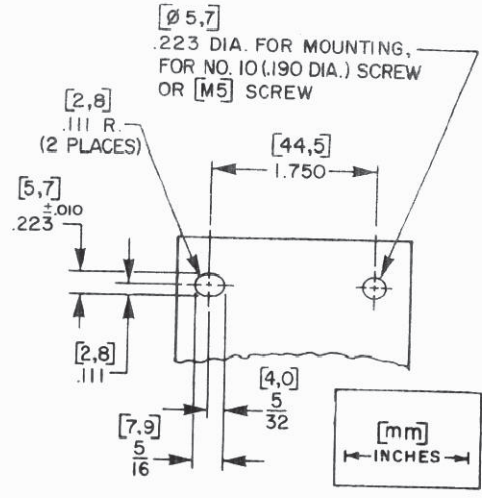 [Ø 5,7]
.223 DIA. FOR MOUNTING,
FOR NO. 10 (.190 DIA.) SCREW
OR [M5] SCREW
[2,8]
.111 R.
(2 PLACES)
[44,5]
1.750
[5,7]
.223 ±.010
[2,8]
.111
[4,0]
5
32
[7,9]
5
16
[mm]
INCHES